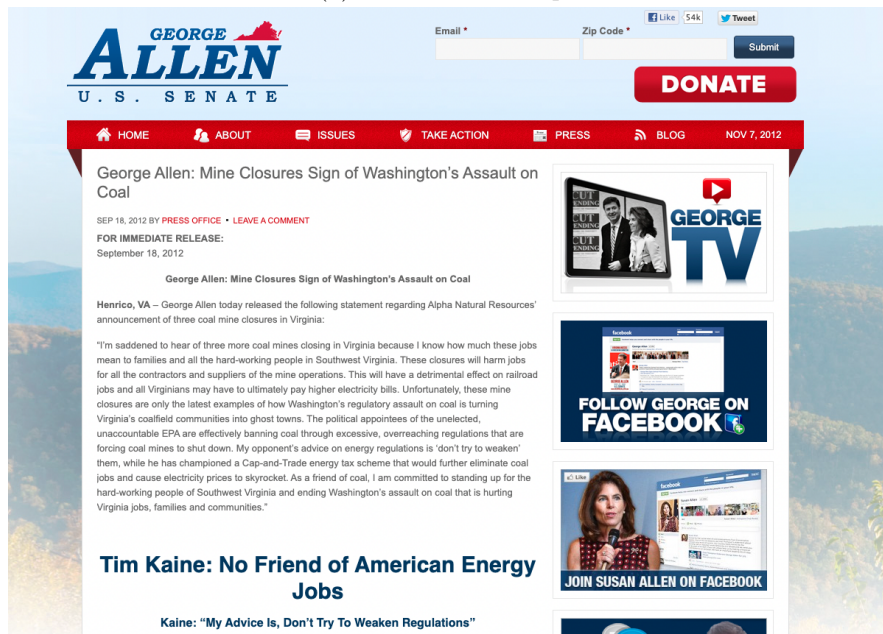 GEORGE
ALLEN
U.S. SENATE
Email *
Zip Code *
Like 54k
Tweet
Submit
DONATE
HOME ABOUT ISSUES TAKE ACTION PRESS BLOG NOV 7, 2012
George Allen: Mine Closures Sign of Washington's Assault on
Coal
SEP 18, 2012 BY PRESS OFFICE • LEAVE A COMMENT
FOR IMMEDIATE RELEASE:
September 18, 2012
George Allen: Mine Closures Sign of Washington's Assault on Coal
Henrico, VA – George Allen today released the following statement regarding Alpha Natural Resources'
announcement of three coal mine closures in Virginia:
"I'm saddened to hear of three more coal mines closing in Virginia because I know how much these jobs
mean to families and all the hard-working people in Southwest Virginia. These closures will harm jobs
for all the contractors and suppliers of the mine operations. This will have a detrimental effect on railroad
jobs and all Virginians may have to ultimately pay higher electricity bills. Unfortunately, these mine
closures are only the latest examples of how Washington's regulatory assault on coal is turning
Virginia's coalfield communities into ghost towns. The political appointees of the unelected,
unaccountable EPA are effectively banning coal through excessive, overreaching regulations that are
forcing coal mines to shut down. My opponent's advice on energy regulations is 'don't try to weaken'
them, while he has championed a Cap-and-Trade energy tax scheme that would further eliminate coal
jobs and cause electricity prices to skyrocket. As a friend of coal, I am committed to standing up for the
hard-working people of Southwest Virginia and ending Washington's assault on coal that is hurting
Virginia jobs, families and communities."
Tim Kaine: No Friend of American Energy
Jobs
Kaine: "My Advice Is, Don't Try To Weaken Regulations"
GEORGE
TV
facebook
FOLLOW GEORGE ON
FACEBOOK
Like
facebook
JOIN SUSAN ALLEN ON FACEBOOK